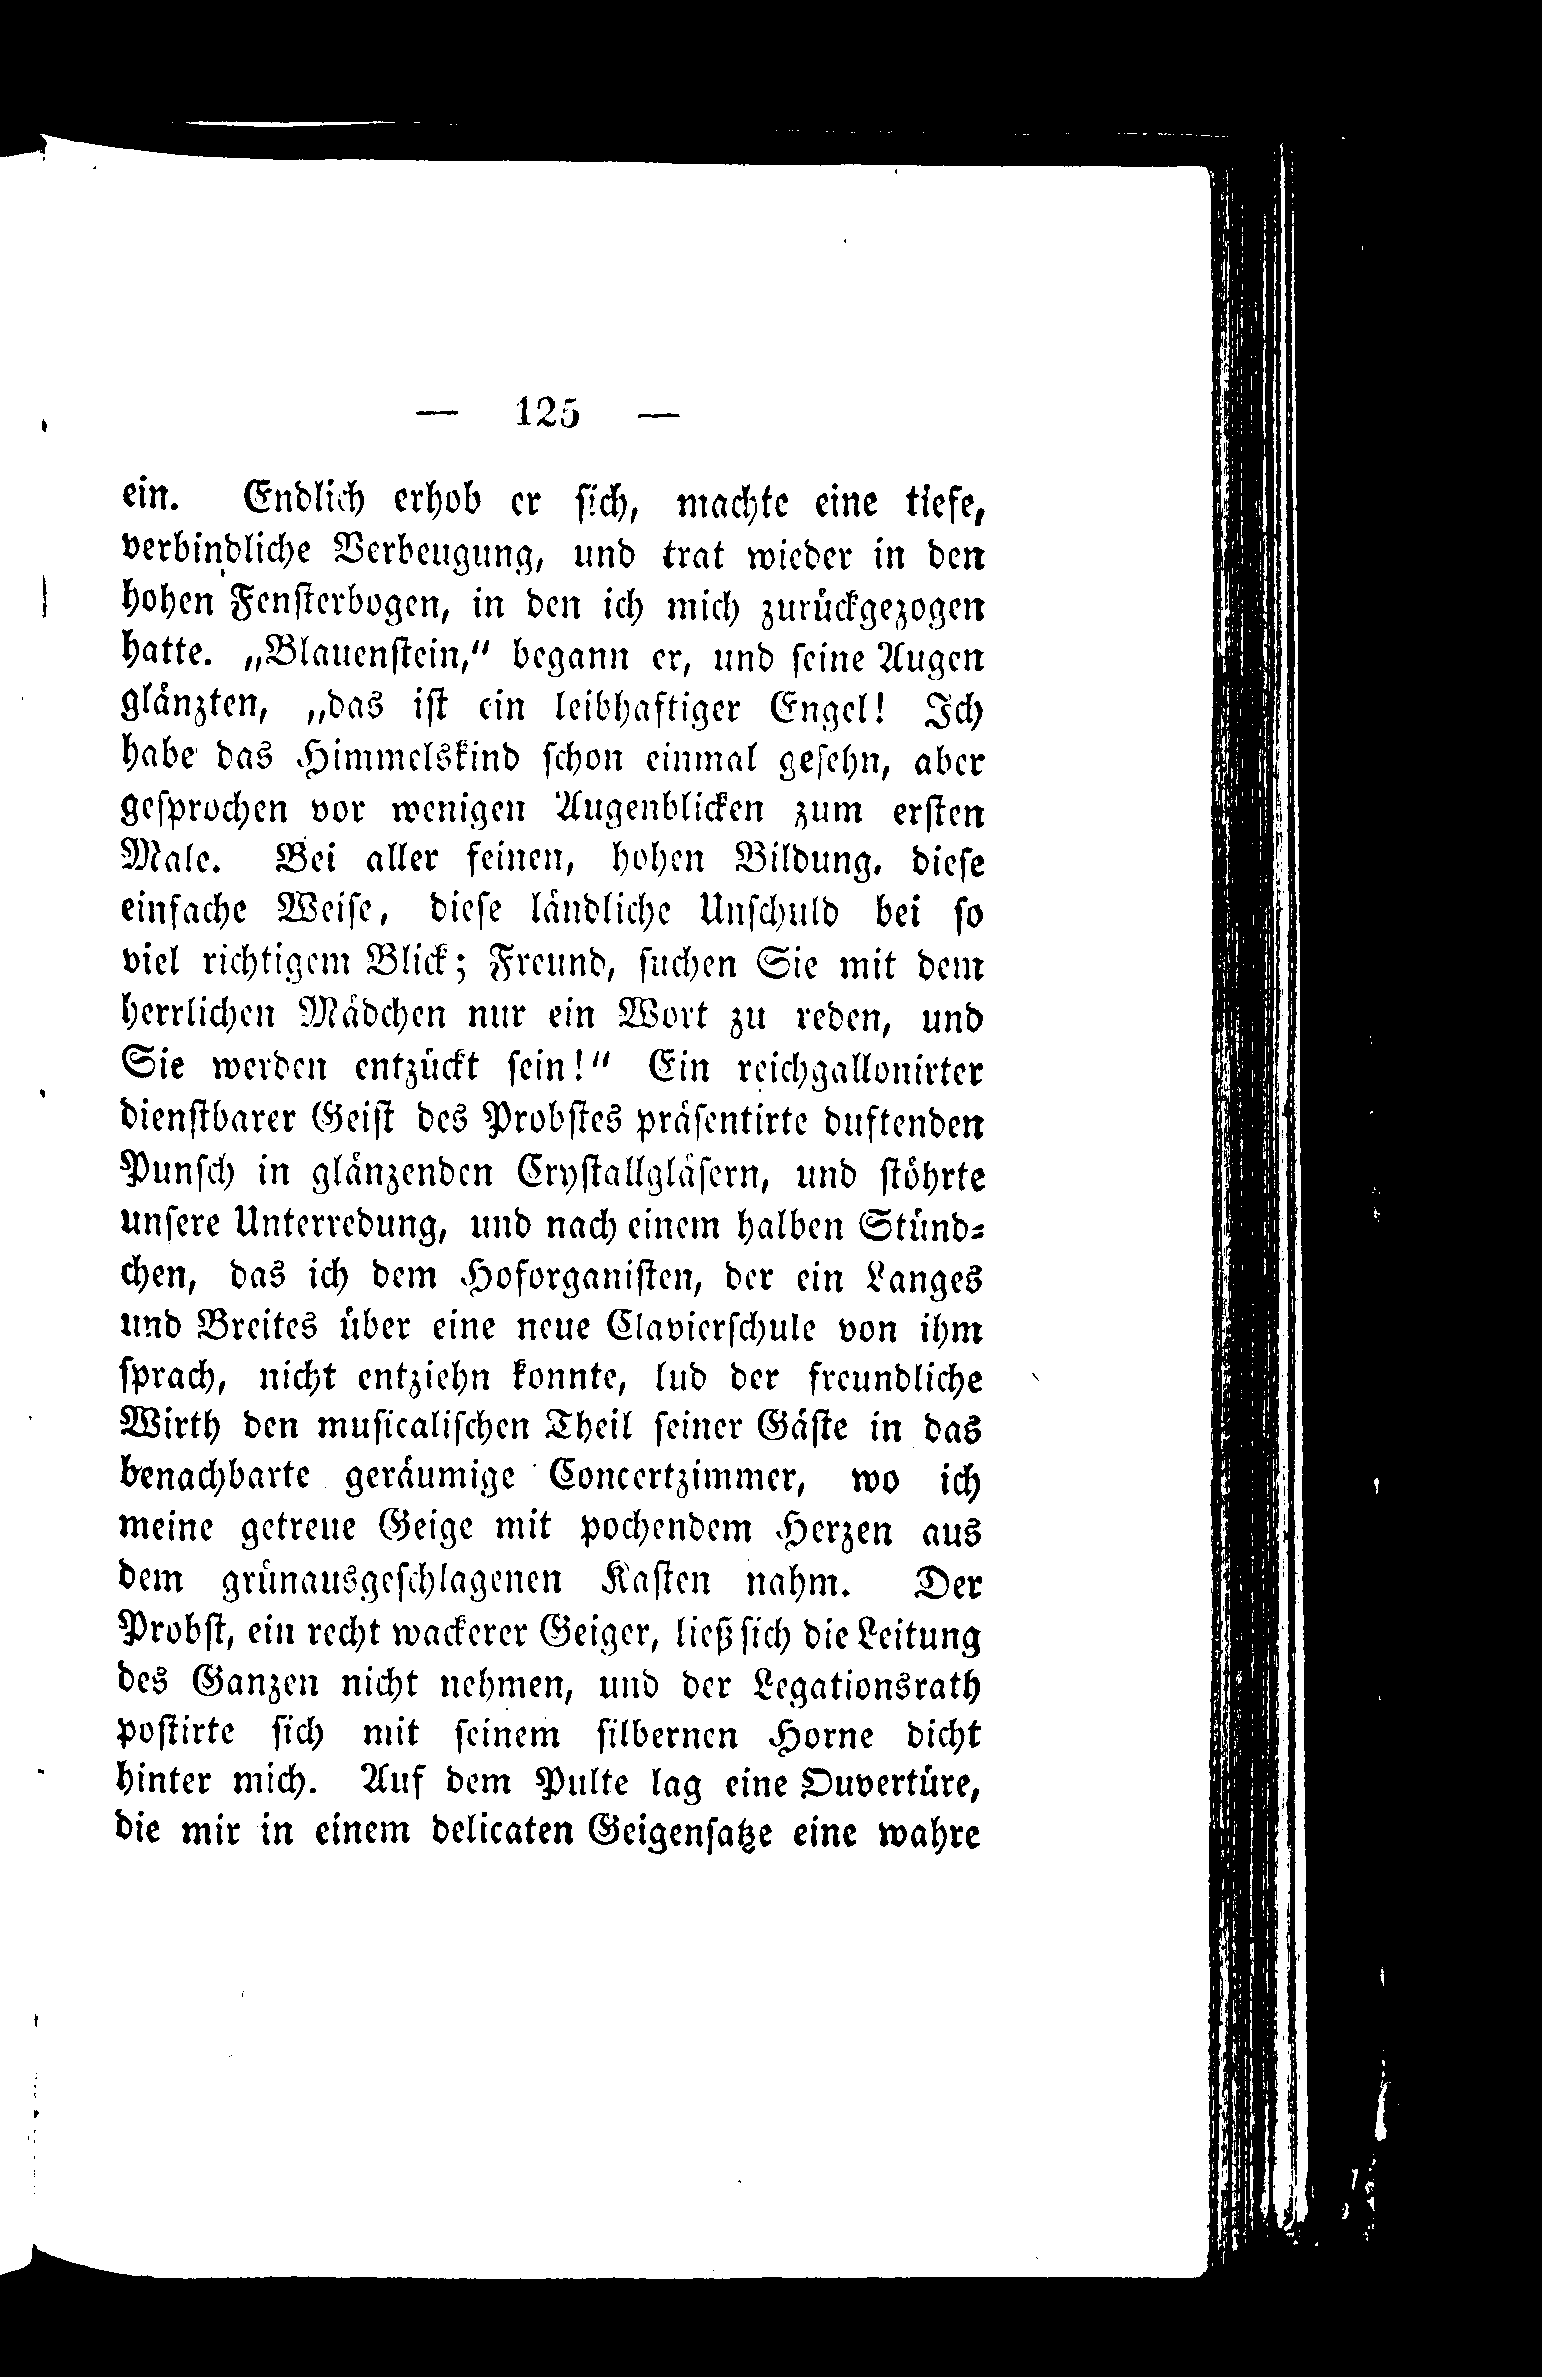 — 125 —
ein. Endlich erhob er sich, machte eine tiefe,
verbindliche Verbeugung, und trat wieder in den
hohen Fensterbogen, in den ich mich zurückgezogen
hatte. „Blauenstein,“ begann er, und seine Augen
glänzten, „das ist ein leibhaftiger Engel! Ich
habe das Himmelskind schon einmal gesehn, aber
gesprochen vor wenigen Augenblicken zum ersten
Male. Bei aller feinen, hohen Bildung, diese
einfache Weise, diese ländliche Unschuld bei so
viel richtigem Blick; Freund, suchen Sie mit dem
herrlichen Mädchen nur ein Wort zu reden, und
Sie werden entzückt sein!“ Ein reichgallonirter
dienstbarer Geist des Probstes präsentirte duftenden
Punsch in glänzenden Crystallgläsern, und stöhrte
unsere Unterredung, und nach einem halben Stünd-
chen, das ich dem Hoforganisten, der ein Langes
und Breites über eine neue Clavierschule von ihm
sprach, nicht entziehn konnte, lud der freundliche
Wirth den musicalischen Theil seiner Gäste in das
benachbarte geräumige Concertzimmer, wo ich
meine getreue Geige mit pochendem Herzen aus
dem grünausgeschlagenen Kasten nahm. Der
Probst, ein recht wackerer Geiger, ließ sich die Leitung
des Ganzen nicht nehmen, und der Legationsrath
postirte sich mit seinem silbernen Horne dicht
hinter mich. Auf dem Pulte lag eine Ouvertüre,
die mir in einem delicaten Geigensatze eine wahre